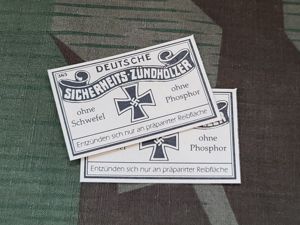 DEUTSCHE
SICHERHEITS-ZÜNDHÖLZER
ohne ohne
Schwefel Phosphor
Entzünden sich nur an präparirter Reibfläche
ohne
Phosphor
Entzünden sich nur an präparirter Reibfläche